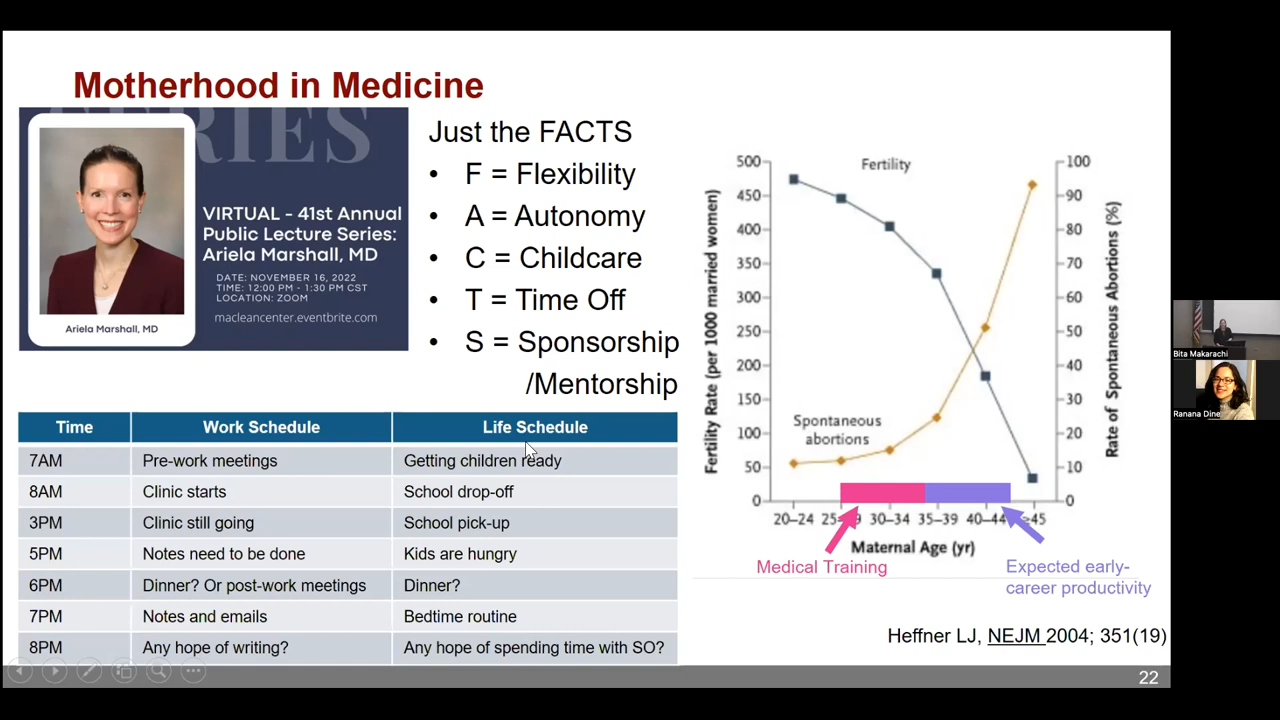 Motherhood in Medicine
SERIES
VIRTUAL - 41st Annual
Public Lecture Series:
Ariela Marshall, MD
DATE: NOVEMBER 16, 2022
TIME: 12:00 PM - 1:30 PM CST
LOCATION: ZOOM
macleancenter.eventbrite.com
Ariela Marshall, MD
Just the FACTS
• F = Flexibility
• A = Autonomy
• C = Childcare
• T = Time Off
• S = Sponsorship
/Mentorship
Time Work Schedule Life Schedule
7AM Pre-work meetings Getting children ready
8AM Clinic starts School drop-off
3PM Clinic still going School pick-up
5PM Notes need to be done Kids are hungry
6PM Dinner? Or post-work meetings Dinner?
7PM Notes and emails Bedtime routine
8PM Any hope of writing? Any hope of spending time with SO?
Fertility Rate (per 1000 married women)
500
450
400
350
300
250
200
150
100
50
0
Fertility
Spontaneous
abortions
100
90
80
70
60
50
40
30
20
10
0
Rate of Spontaneous Abortions (%)
20–24 30–34 35–39 40–44
Maternal Age (yr)
Medical Training
Expected early-
career productivity
Heffner LJ, NEJM 2004; 351(19)
22
Bita Makarachi
Ranana Dine